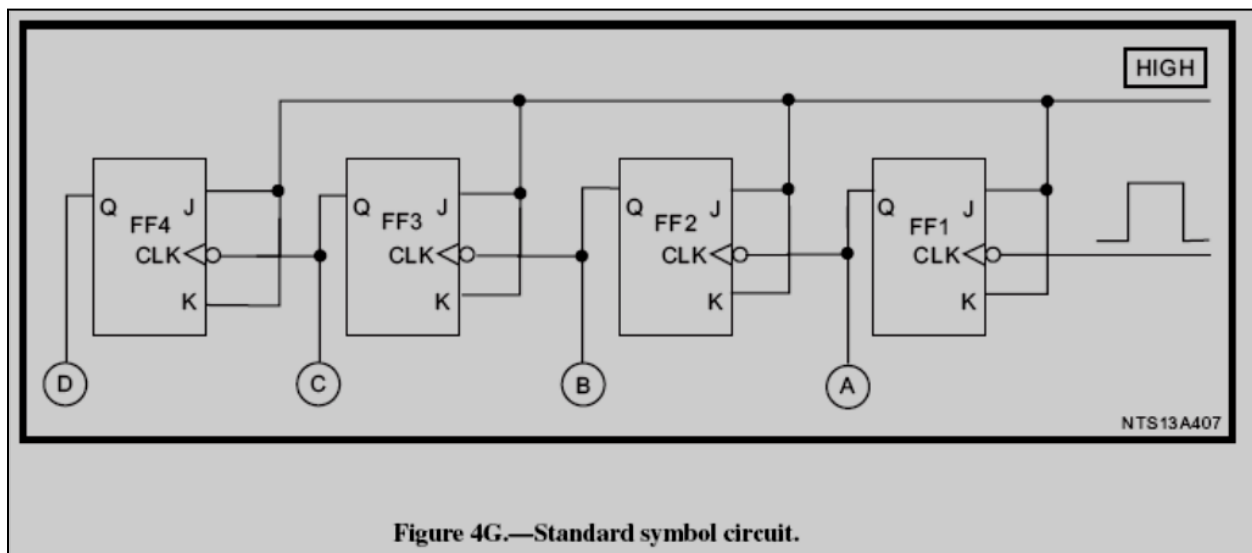 HIGH
Q J Q J Q J Q J
FF4 FF3 FF2 FF1
CLK CLK CLK CLK
K K K K
D C B A
NTS13A407
Figure 4G.—Standard symbol circuit.